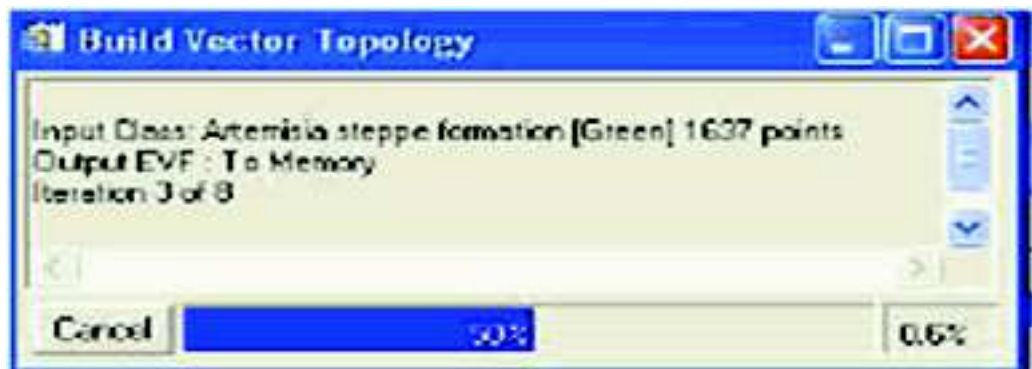 Build Vector Topology
Input Class: Artemisia steppe formation [Green] 1637 points
Output EVF : To Memory
Iteration 3 of 8
Cancel
50%
0.6%